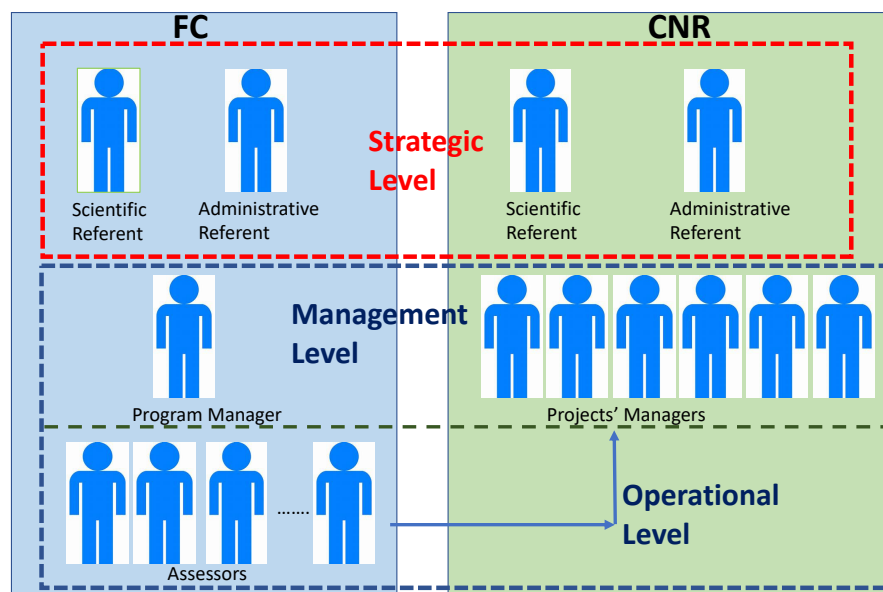 FC
CNR
Strategic
Level
Scientific
Referent
Administrative
Referent
Scientific
Referent
Administrative
Referent
Management
Level
Program Manager
Projects' Managers
.......
Operational
Level
Assessors